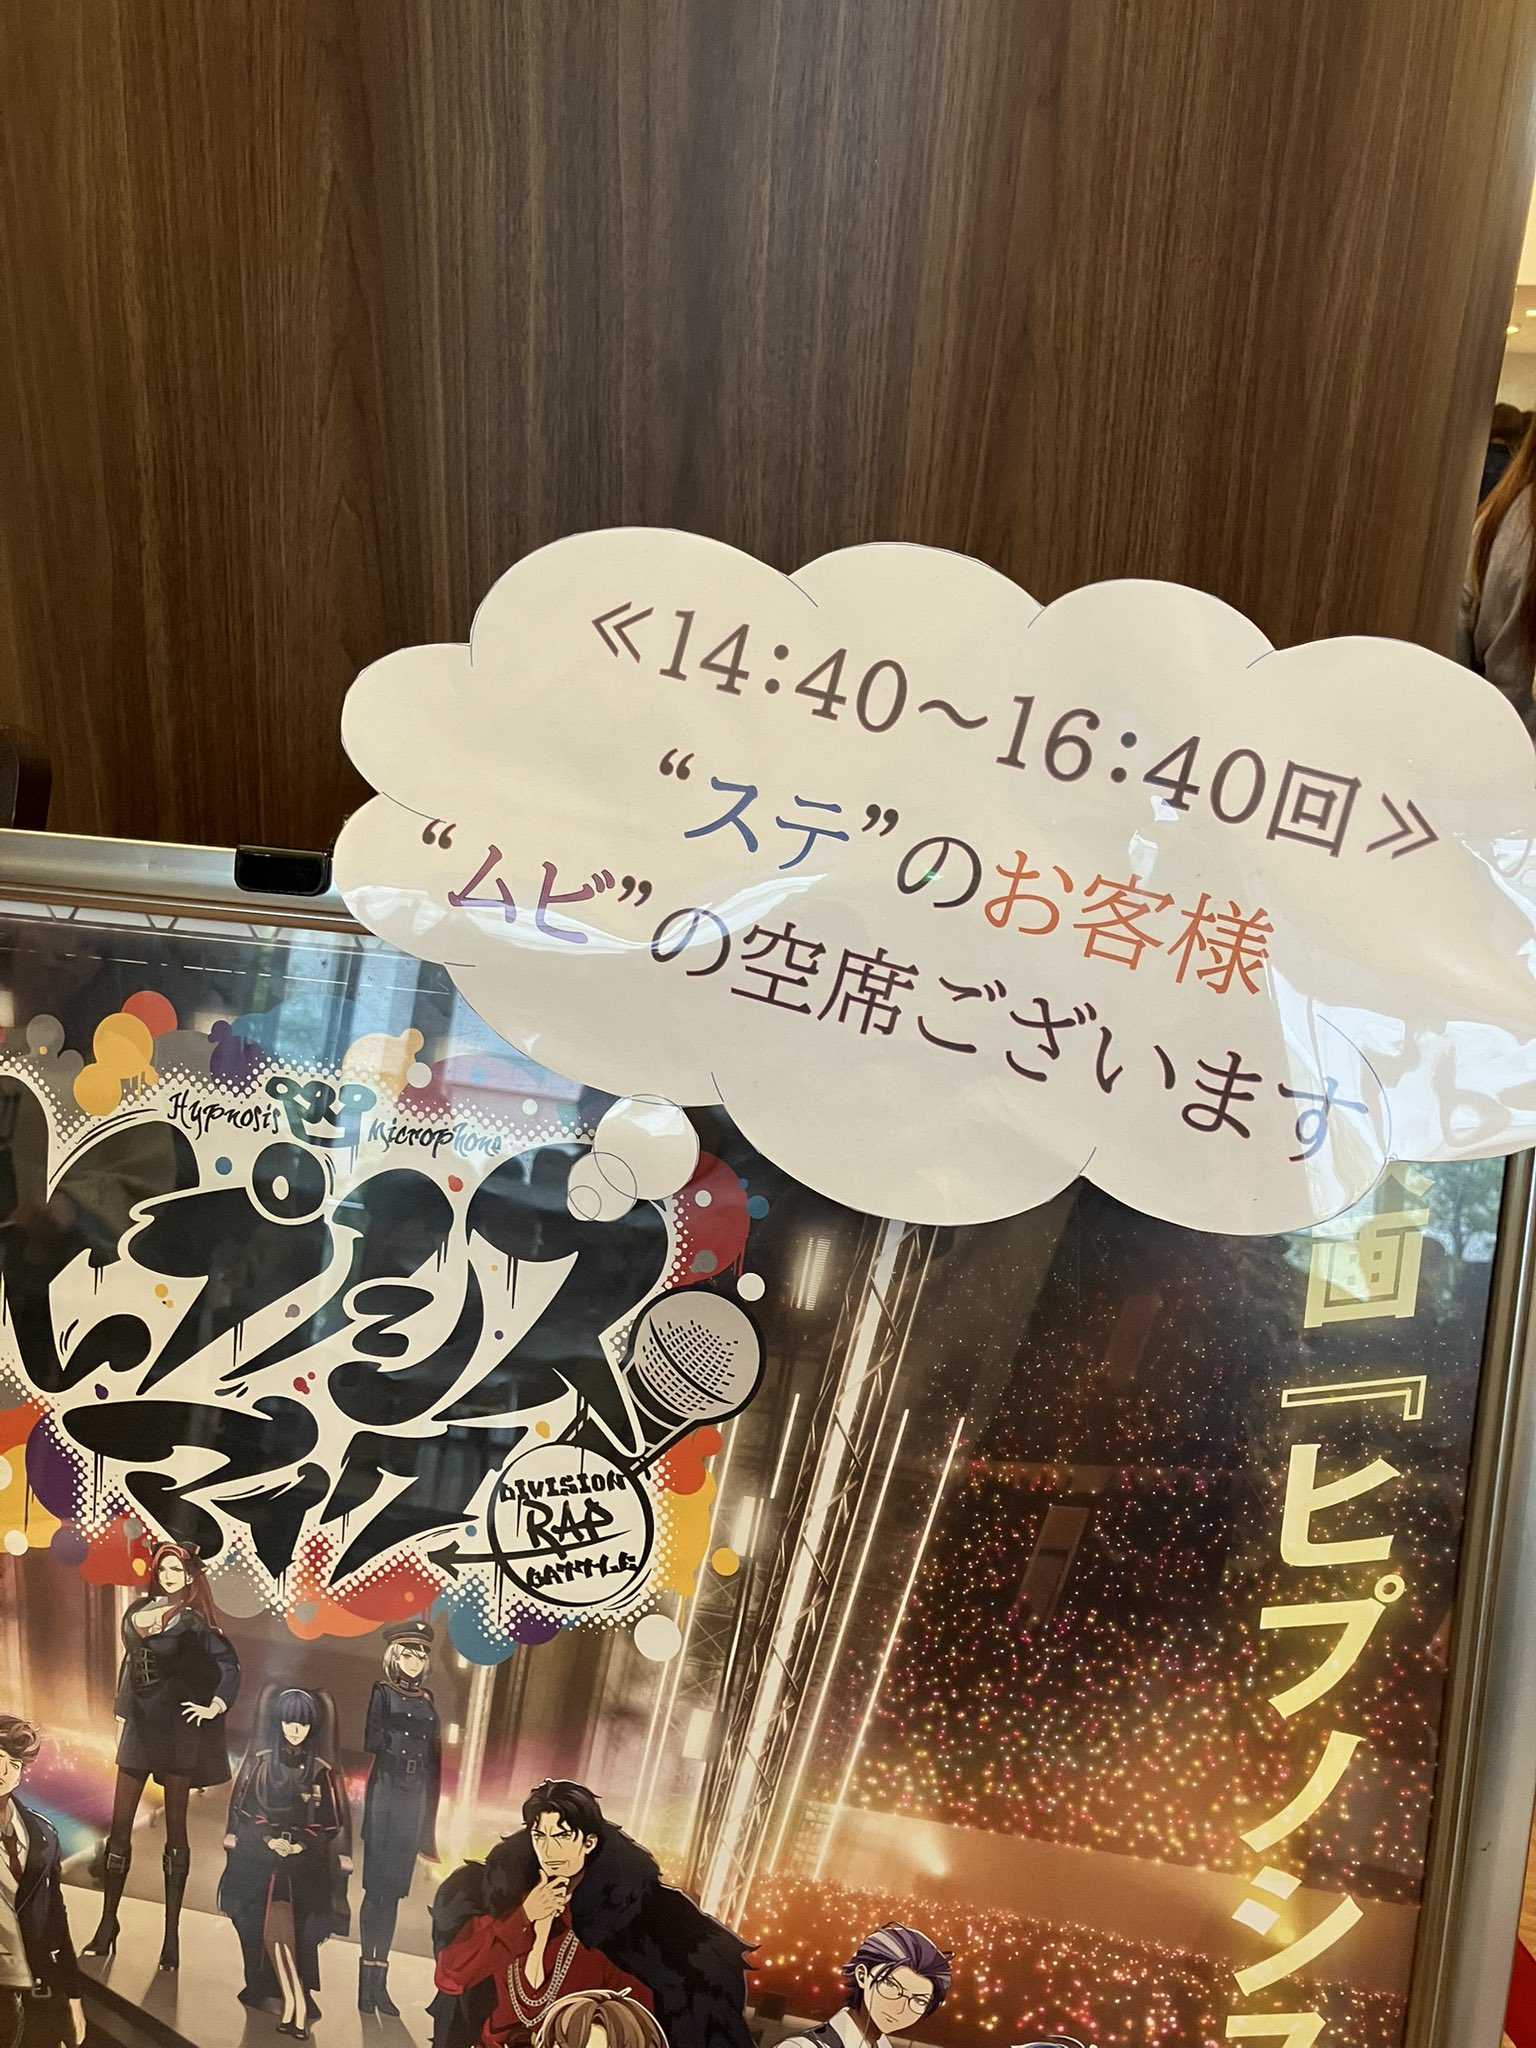 ≪14:40～16:40回≫
“ステ”のお客様
“ムビ”の空席ございます
Hypnosis Microphone
ヒプノシス
マイク
DIVISION
RAP
BATTLE
映画『ヒプノシス